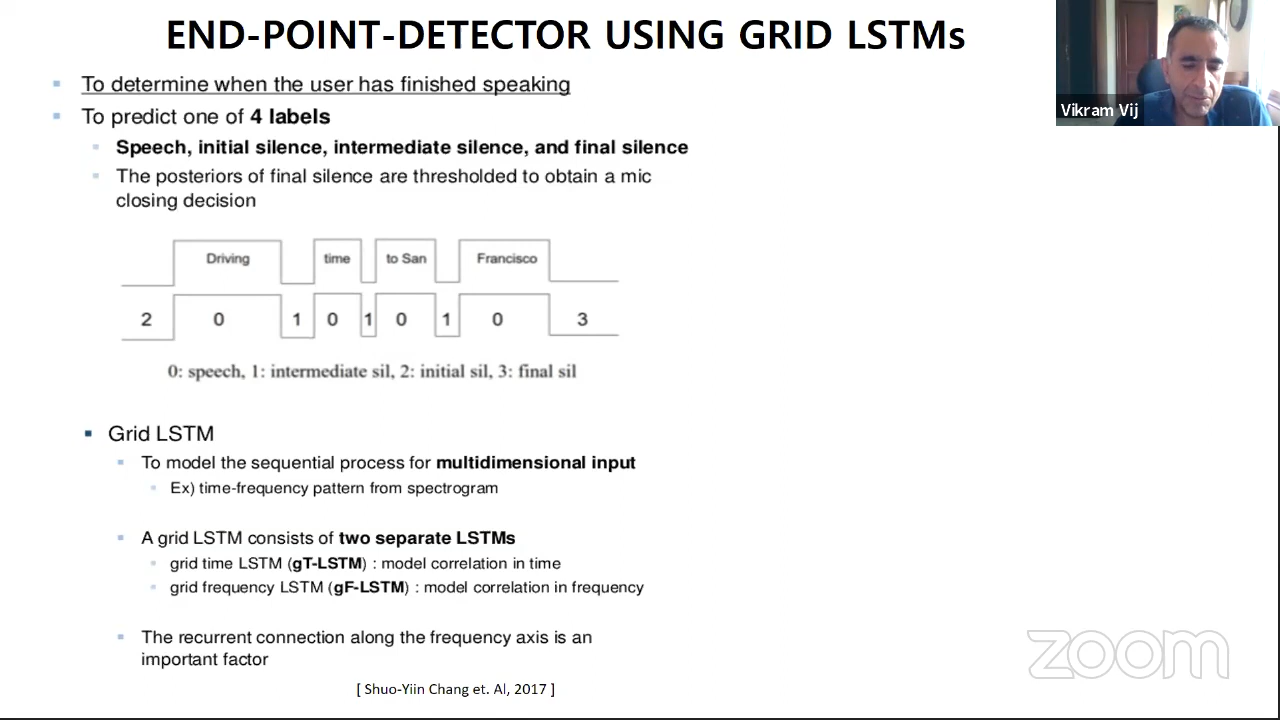 END-POINT-DETECTOR USING GRID LSTMs
Vikram Vij
To determine when the user has finished speaking
To predict one of 4 labels
Speech, initial silence, intermediate silence, and final silence
The posteriors of final silence are thresholded to obtain a mic
closing decision
Driving time to San Francisco
2 0 1 0 1 0 1 0 3
0: speech, 1: intermediate sil, 2: initial sil, 3: final sil
Grid LSTM
To model the sequential process for multidimensional input
Ex) time-frequency pattern from spectrogram
A grid LSTM consists of two separate LSTMs
grid time LSTM (gT-LSTM) : model correlation in time
grid frequency LSTM (gF-LSTM) : model correlation in frequency
The recurrent connection along the frequency axis is an
important factor
[ Shuo-Yiin Chang et. Al, 2017 ]
zoom